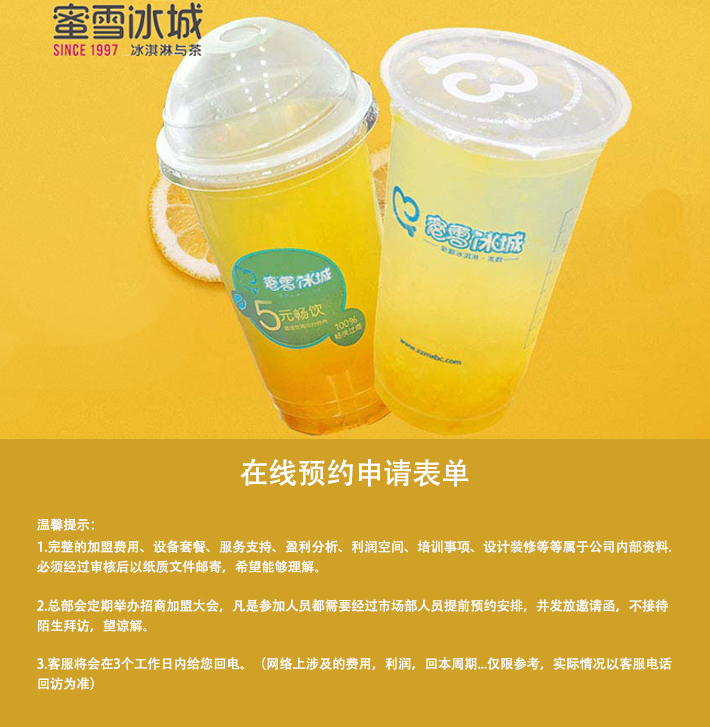 蜜雪冰城
SINCE 1997 冰淇淋与茶
蜜雪冰城
5元畅饮
100%
蜜雪冰城
新鲜冰淇淋·茶飲
在线预约申请表单
温馨提示：
1.完整的加盟费用、设备套餐、服务支持、盈利分析、利润空间、培训事项、设计装修等等属于公司内部资料.
必须经过审核后以纸质文件邮寄，希望能够理解。
2.总部会定期举办招商加盟大会，凡是参加人员都需要经过市场部人员提前预约安排，并发放邀请函，不接待
陌生拜访，望谅解。
3.客服将会在3个工作日内给您回电。（网络上涉及的费用，利润，回本周期...仅限参考，实际情况以客服电话
回访为准）